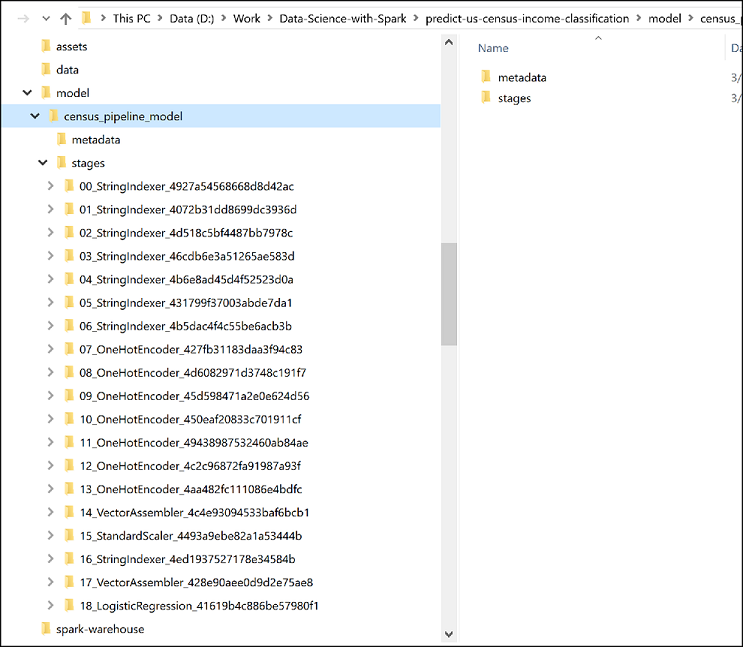 This PC > Data (D:) > Work > Data-Science-with-Spark > predict-us-census-income-classification > model > census_
assets
data
model
census_pipeline_model
metadata
stages
00_StringIndexer_4927a54568668d8d42ac
01_StringIndexer_4072b31dd8699dc3936d
02_StringIndexer_4d518c5bf4487bb7978c
03_StringIndexer_46cdb6e3a51265ae583d
04_StringIndexer_4b6e8ad45d4f52523d0a
05_StringIndexer_431799f37003abde7da1
06_StringIndexer_4b5dac4f4c55be6acb3b
07_OneHotEncoder_427fb31183daa3f94c83
08_OneHotEncoder_4d6082971d3748c191f7
09_OneHotEncoder_45d598471a2e0e624d56
10_OneHotEncoder_450eaf20833c701911cf
11_OneHotEncoder_49438987532460ab84ae
12_OneHotEncoder_4c2c96872fa91987a93f
13_OneHotEncoder_4aa482fc111086e4bdfc
14_VectorAssembler_4c4e93094533baf6bcb1
15_StandardScaler_4493a9ebe82a1a53444b
16_StringIndexer_4ed1937527178e34584b
17_VectorAssembler_428e90aee0d9d2e75ae8
18_LogisticRegression_41619b4c886be57980f1
spark-warehouse
Name Da
metadata 3/
stages 3/